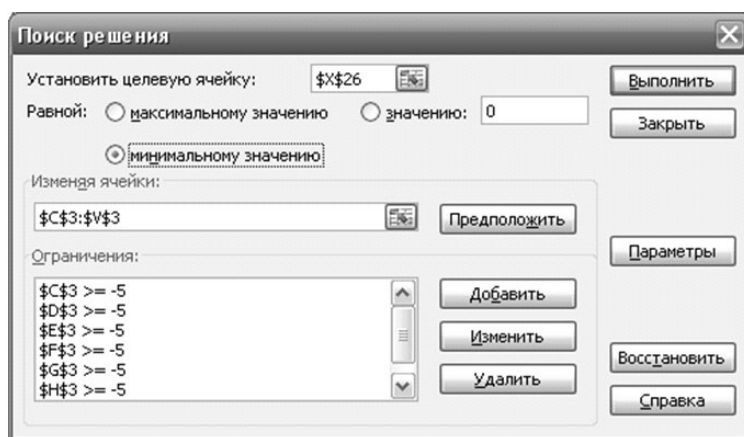 Поиск решения
Установить целевую ячейку: $X$26 Выполнить
Равной: максимальному значению значению: 0 Закрыть
минимальному значению
Изменяя ячейки:
$C$3:$V$3 Предположить
Ограничения: Параметры
$C$3 >= -5 Добавить
$D$3 >= -5
$E$3 >= -5 Изменить
$F$3 >= -5
$G$3 >= -5 Удалить Восстановить
$H$3 >= -5 Справка